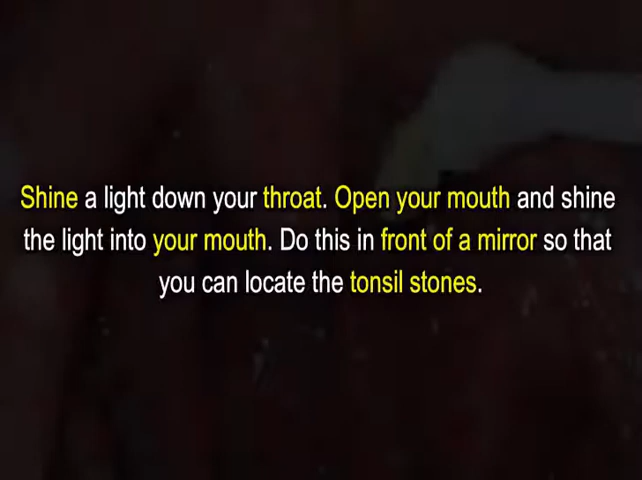 Shine a light down your throat. Open your mouth and shine
the light into your mouth. Do this in front of a mirror so that
you can locate the tonsil stones.